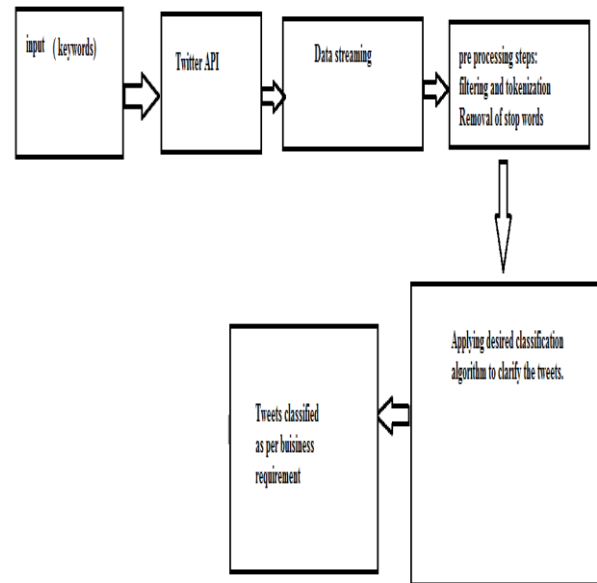 input ( keywords)
Twitter API
Data streaming
pre processing steps:
filtering and tokenization
Removal of stop words
Applying desired classification
algorithm to clarify the tweets.
Tweets classified
as per buisiness
requirement